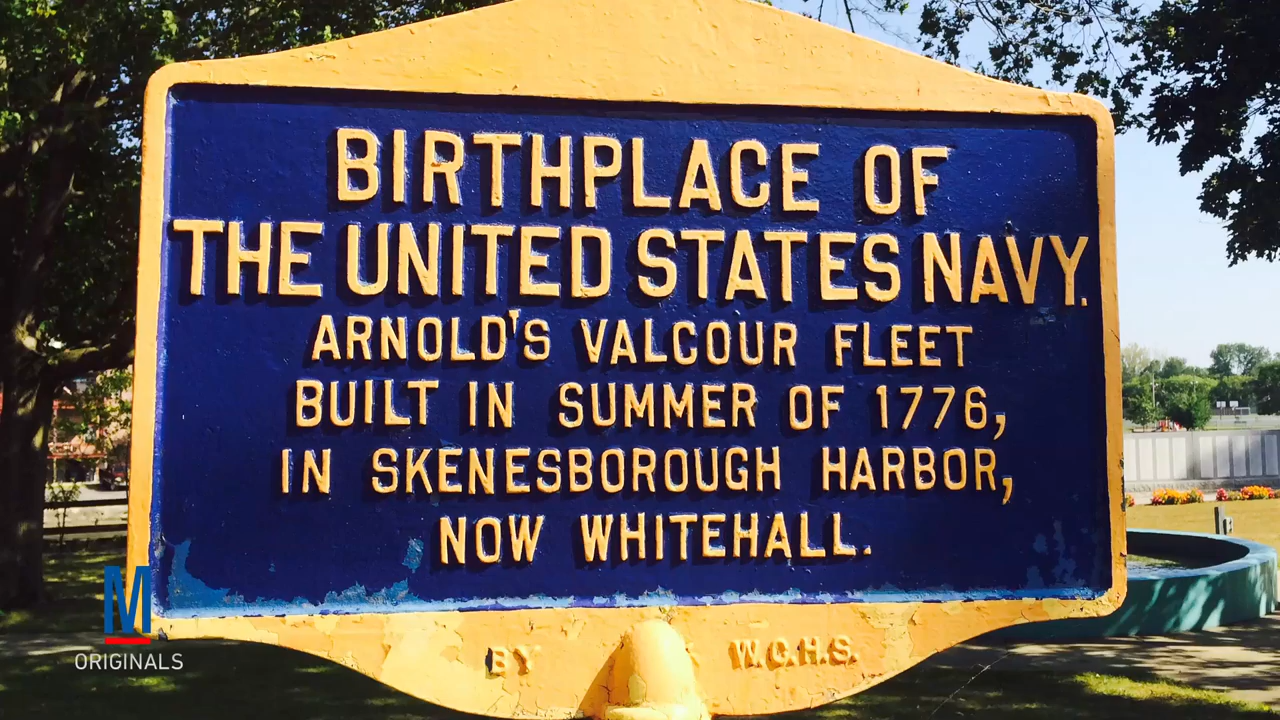 BIRTHPLACE OF
THE UNITED STATES NAVY.
ARNOLD'S VALCOUR FLEET
BUILT IN SUMMER OF 1776,
IN SKENESBOROUGH HARBOR,
NOW WHITEHALL.
BY W.C.H.S.
M
ORIGINALS